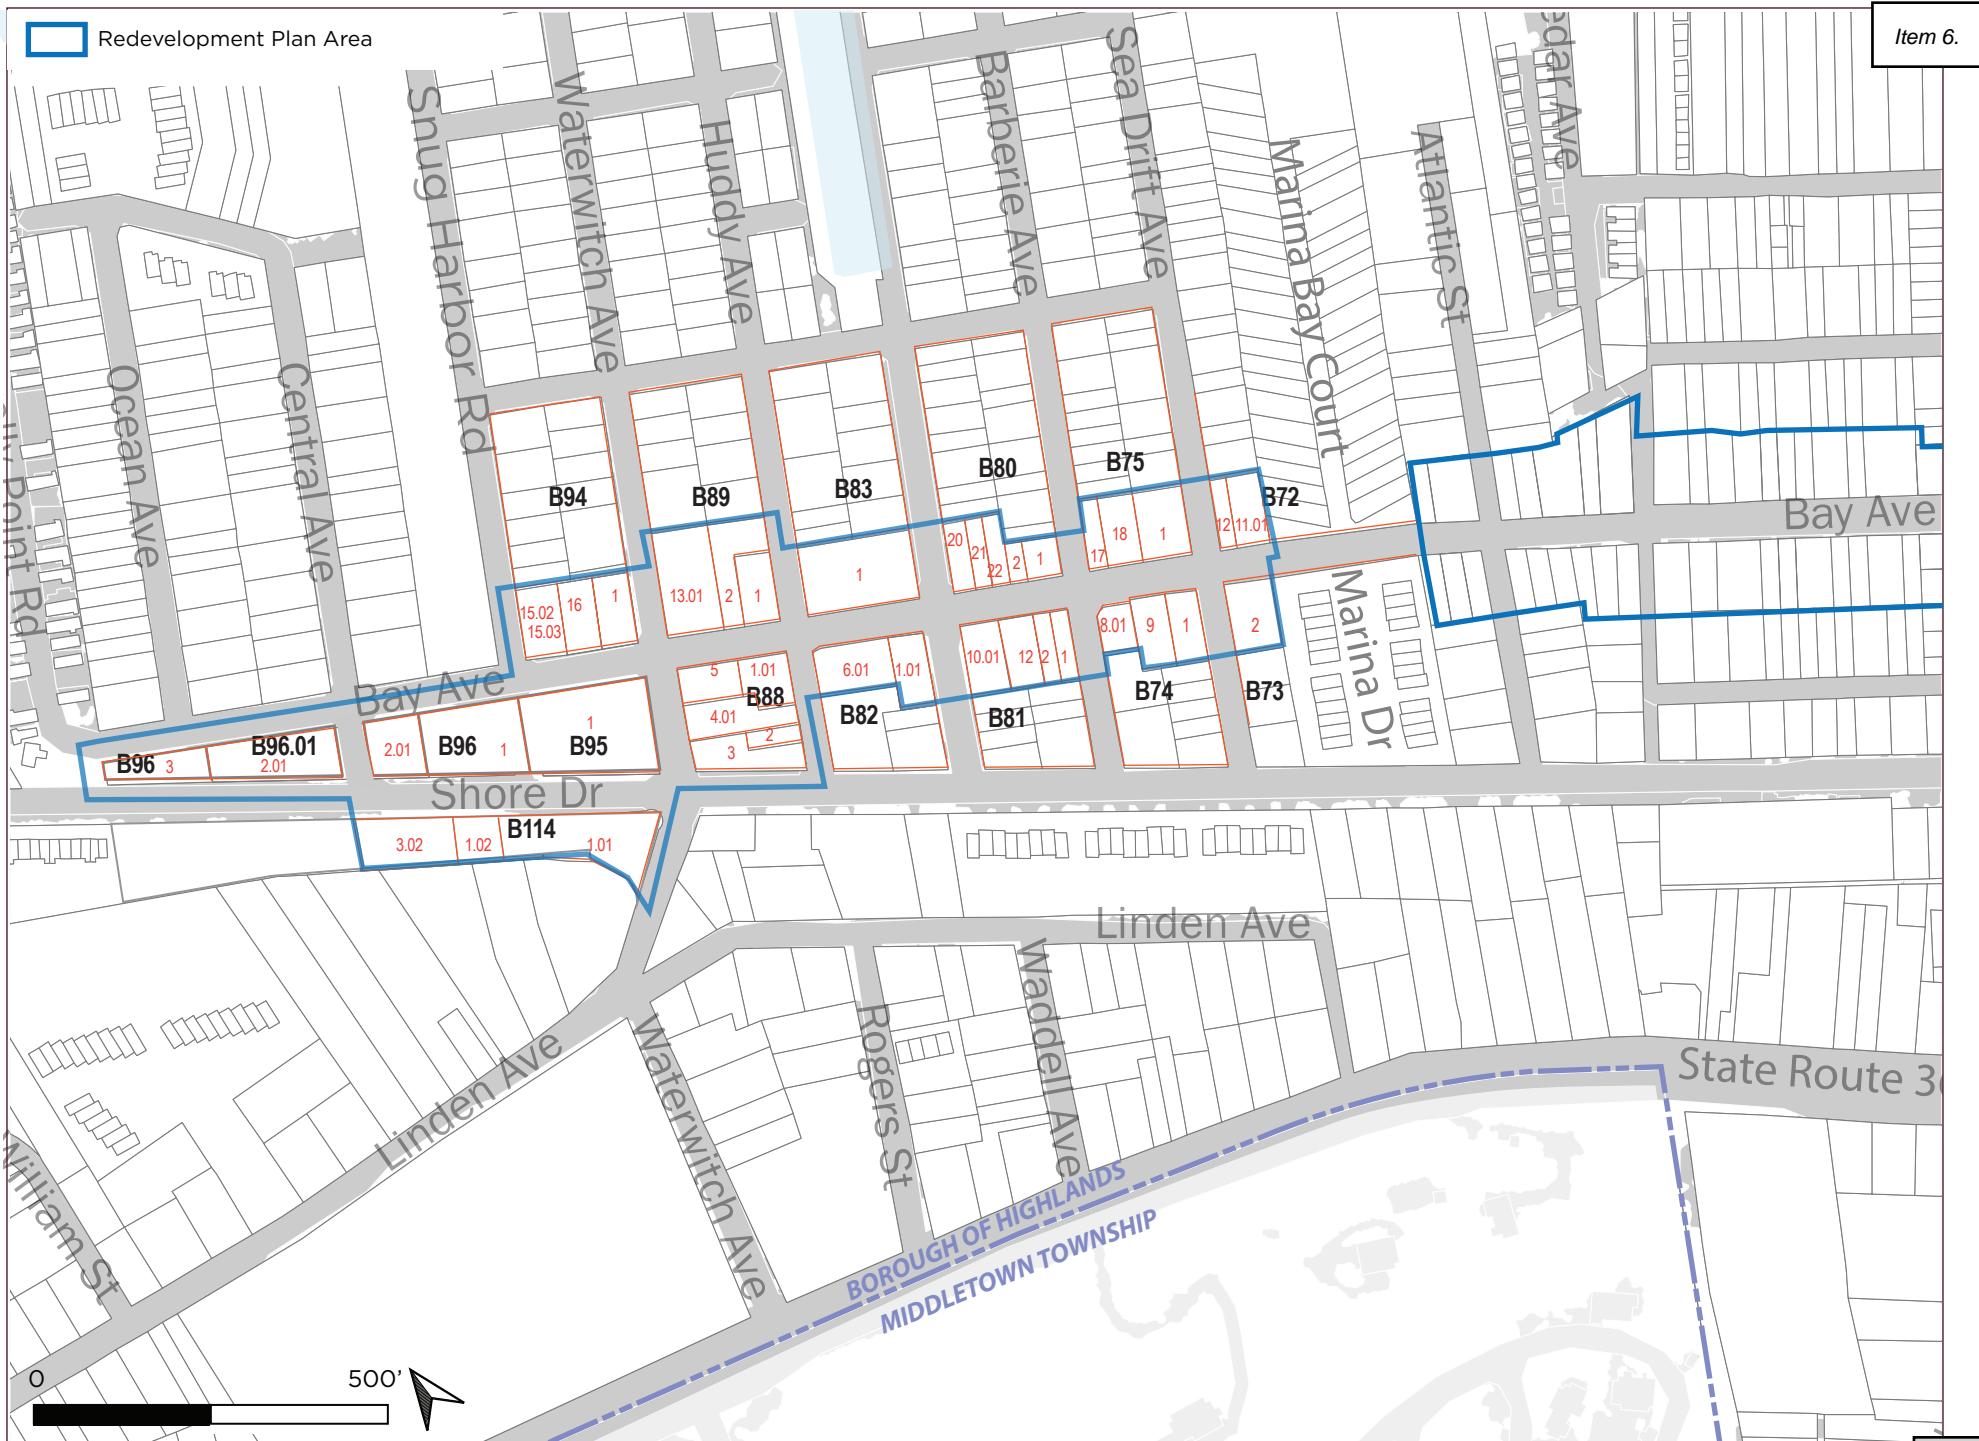 Redevelopment Plan Area
Item 6.
Snug Harbor Rd
Waterwitch Ave
Huddy Ave
Barberie Ave
Sea Drift Ave
Marina Bay Court
Atlantic St
Ocean Ave
Central Ave
Point Rd
B94
B89
B83
B80
B75
B72
Bay Ave
20
21
22
2
1
17
18
1
12
11.01
15.02
15.03
16
1
13.01
2
1
1
8.01
9
1
2
10.01
12
2
1
6.01
1.01
5
1.01
4.01
2
3
B88
B82
B81
B74
B73
Marina Dr
Bay Ave
B96
3
B96.01
2.01
2.01
B96
1
1
B95
Shore Dr
B114
3.02
1.02
1.01
Linden Ave
Linden Ave
Waterwitch Ave
Rogers St
Waddell Ave
William St
State Route 3
BOROUGH OF HIGHLANDS
MIDDLETOWN TOWNSHIP
0
500'